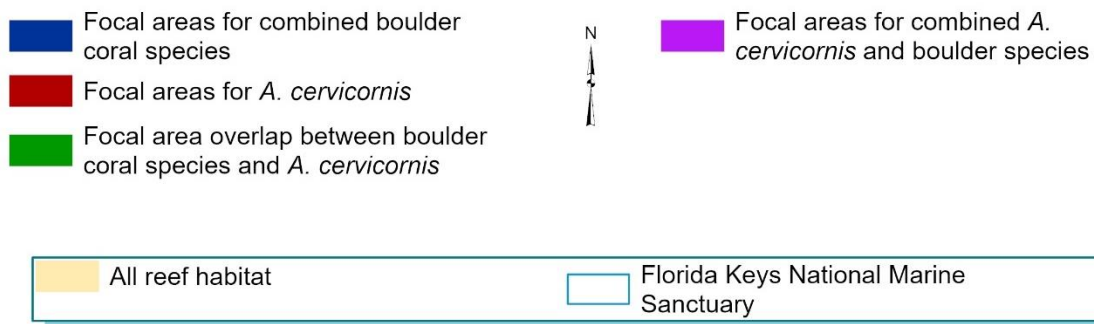 Focal areas for combined boulder
coral species
Focal areas for A. cervicornis
Focal area overlap between boulder
coral species and A. cervicornis
N
Focal areas for combined A.
cervicornis and boulder species
All reef habitat
Florida Keys National Marine
Sanctuary